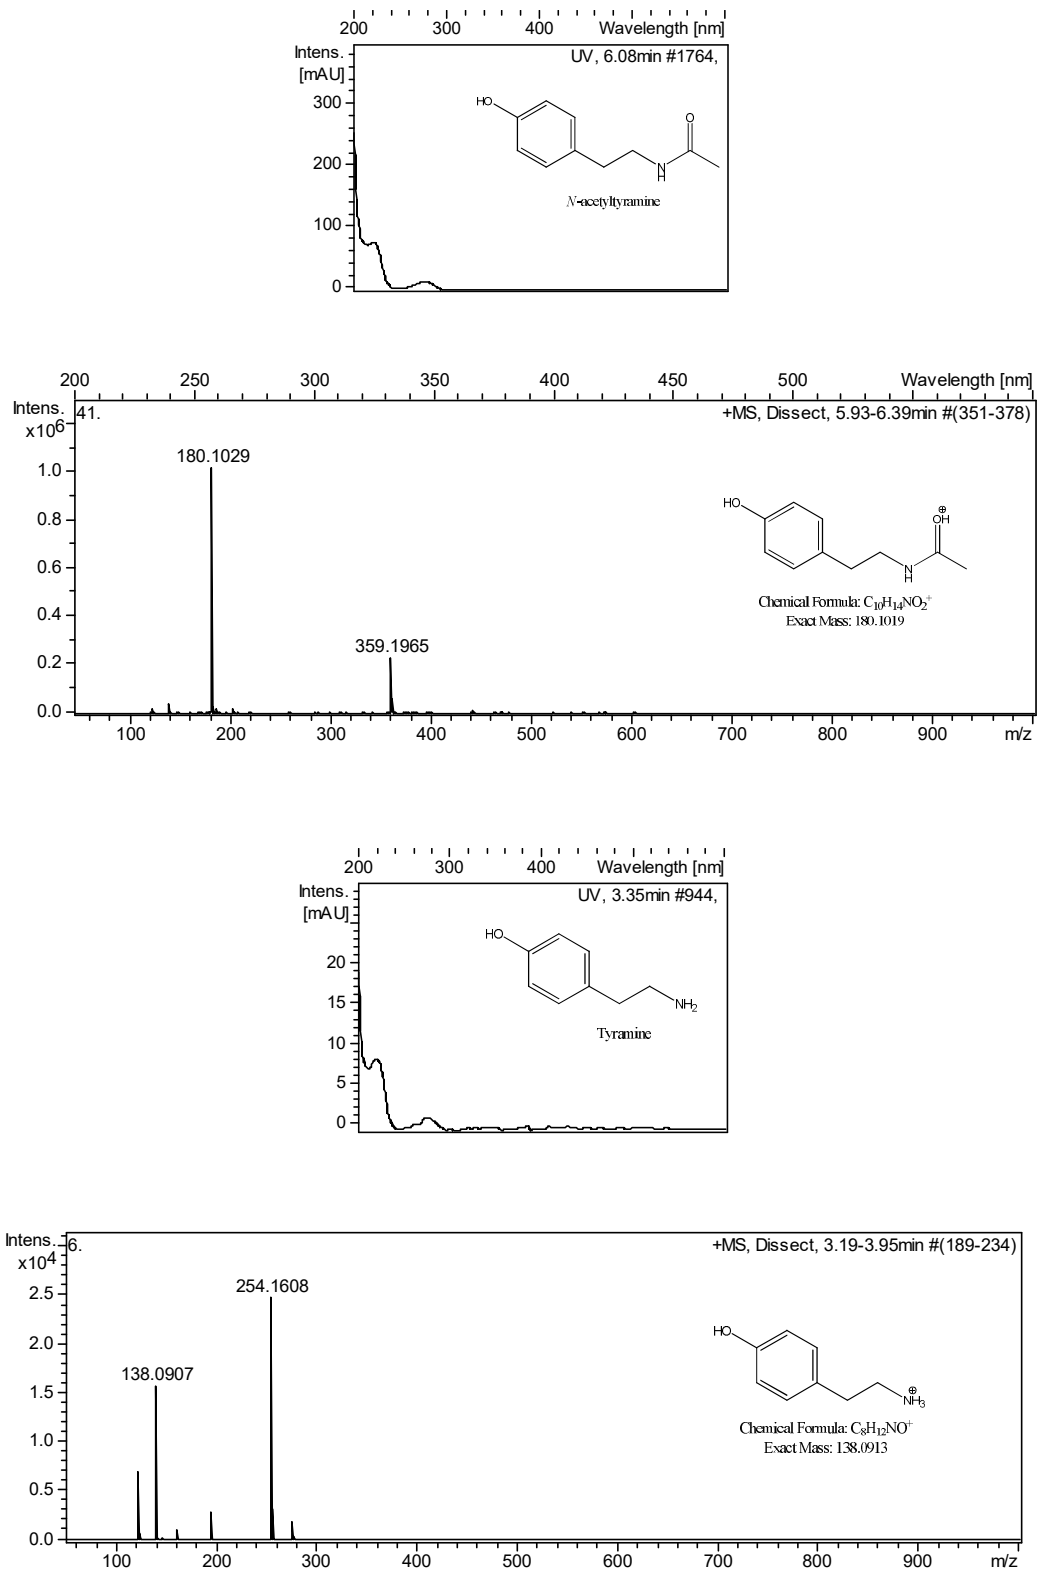 200 300 400 Wavelength [nm]
Intens.
[mAU]
UV, 6.08min #1764,
300
200
100
0
HO
O
N
H
N-acetyltyramine
200 250 300 350 400 450 500 Wavelength [nm]
Intens.
x10⁶
41.
+MS, Dissect, 5.93-6.39min #(351-378)
180.1029
1.0
0.8
0.6
0.4
0.2
0.0
359.1965
HO
⊕
OH
N
H
Chemical Formula: C₁₀H₁₄NO₂⁺
Exact Mass: 180.1019
100 200 300 400 500 600 700 800 900 m/z
200 300 400 Wavelength [nm]
Intens.
[mAU]
UV, 3.35min #944,
20
15
10
5
0
HO
NH₂
Tyramine
Intens.
x10⁴
6.
+MS, Dissect, 3.19-3.95min #(189-234)
254.1608
2.5
2.0
138.0907
1.5
1.0
0.5
0.0
HO
⊕
NH₃
Chemical Formula: C₈H₁₂NO⁺
Exact Mass: 138.0913
100 200 300 400 500 600 700 800 900 m/z